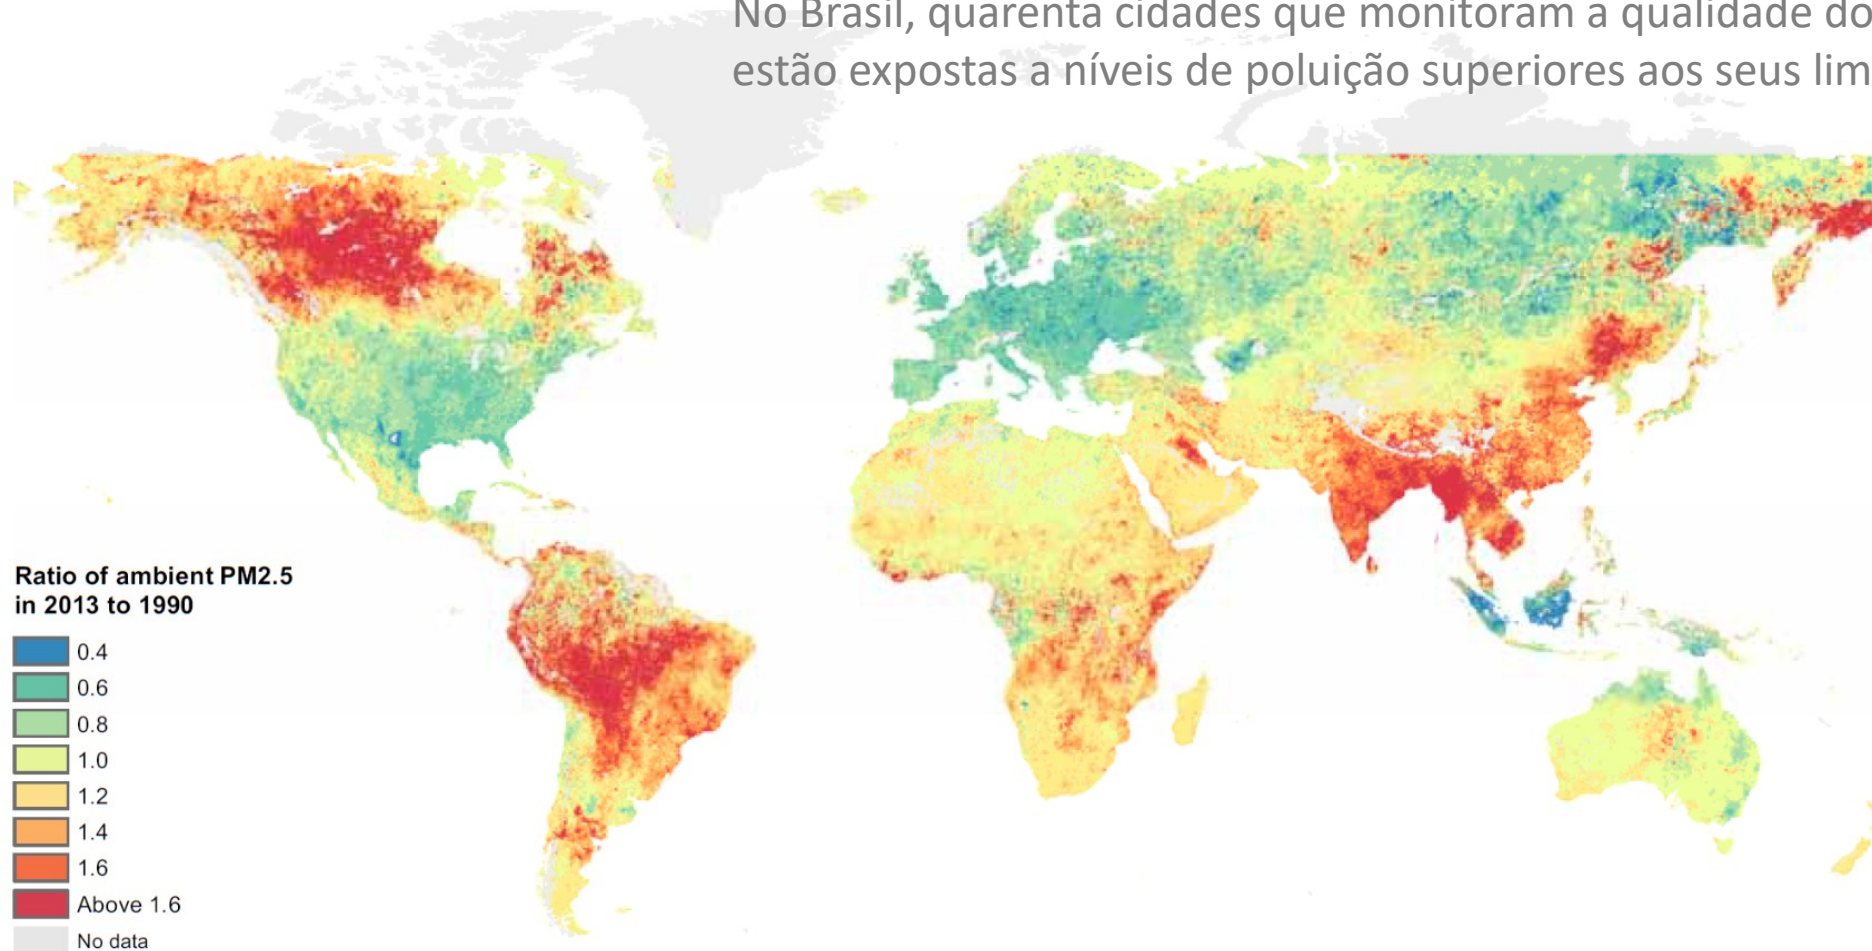 No Brasil, quarenta cidades que monitoram a qualidade do
estão expostas a níveis de poluição superiores aos seus lim
Ratio of ambient PM2.5
in 2013 to 1990
0.4
0.6
0.8
1.0
1.2
1.4
1.6
Above 1.6
No data